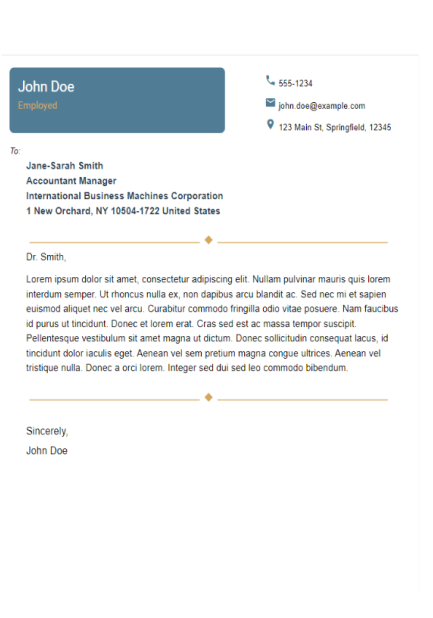 John Doe
Employed
555-1234
john.doe@example.com
123 Main St, Springfield, 12345
To:
Jane-Sarah Smith
Accountant Manager
International Business Machines Corporation
1 New Orchard, NY 10504-1722 United States
Dr. Smith,
Lorem ipsum dolor sit amet, consectetur adipiscing elit. Nullam pulvinar mauris quis lorem
interdum semper. Ut rhoncus nulla ex, non dapibus arcu blandit ac. Sed nec mi et sapien
euismod aliquet nec vel arcu. Curabitur commodo fringilla odio vitae posuere. Nam faucibus
id purus ut tincidunt. Donec et lorem erat. Cras sed est ac massa tempor suscipit.
Pellentesque vestibulum sit amet magna ut dictum. Donec sollicitudin consequat lacus, id
tincidunt dolor iaculis eget. Aenean vel sem pretium magna congue ultrices. Aenean vel
tristique nulla. Donec a orci lorem. Integer sed dui sed leo commodo bibendum.
Sincerely,
John Doe